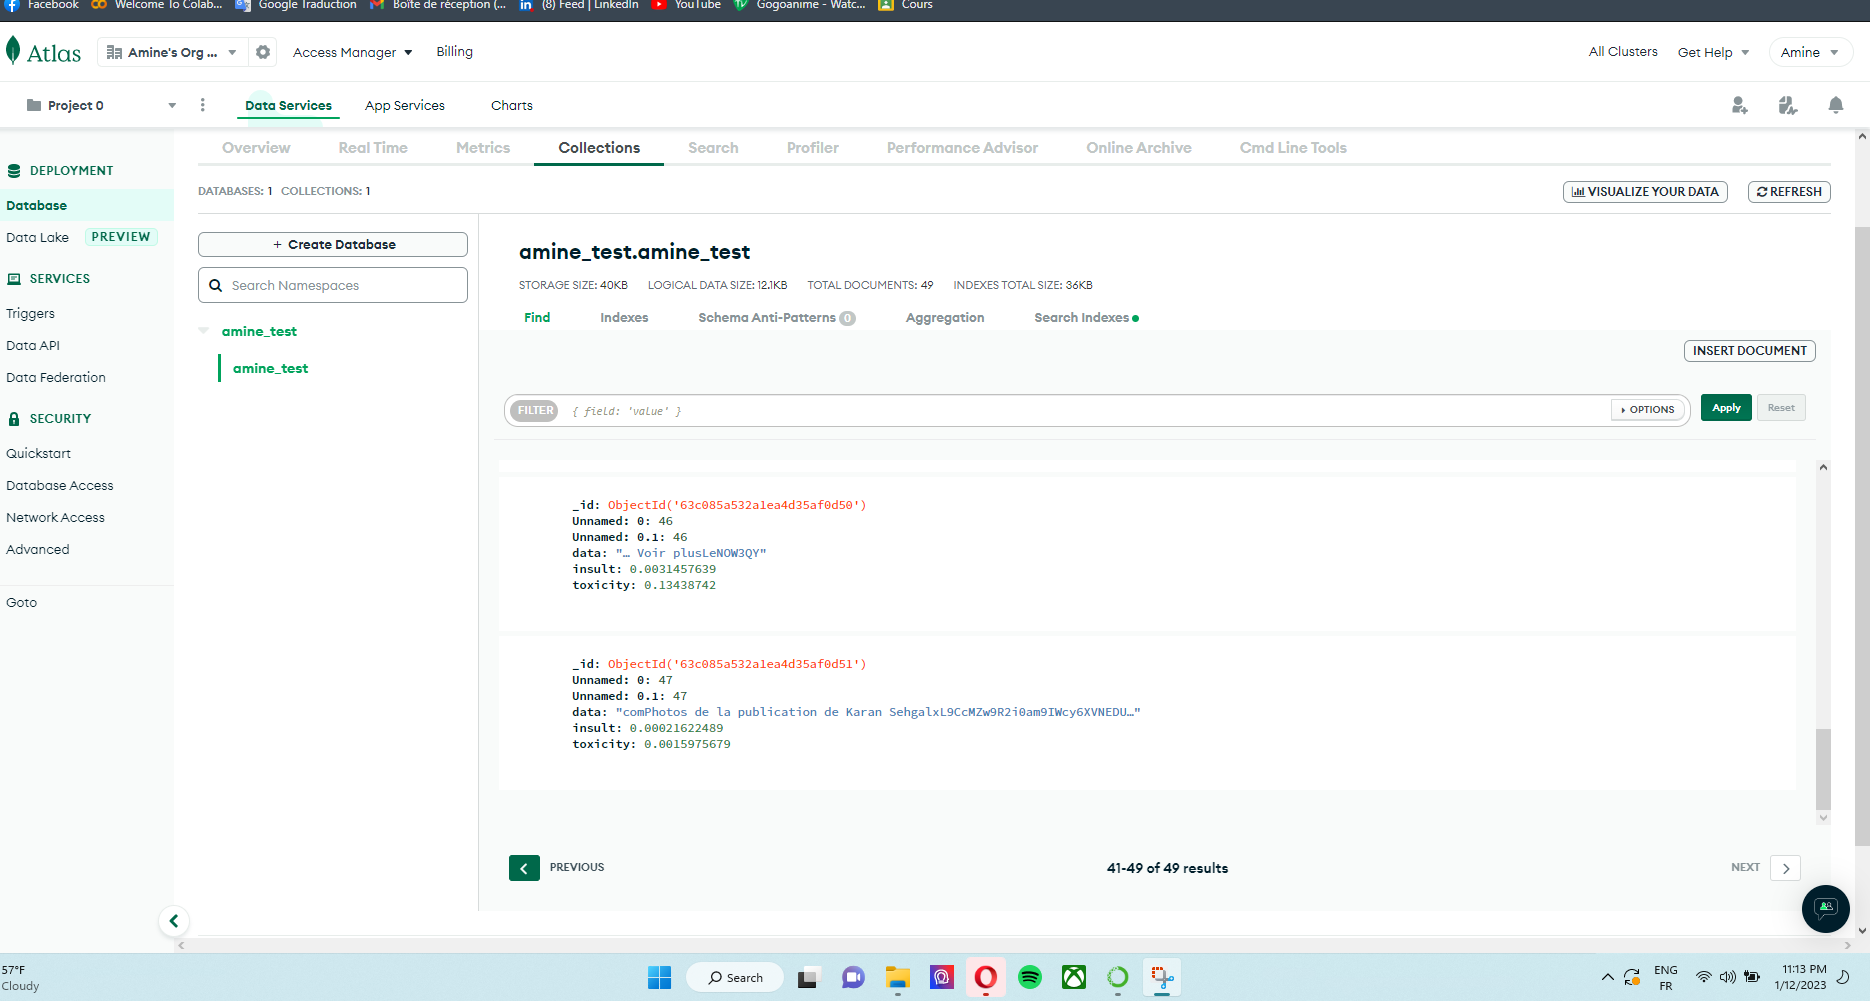 Facebook Welcome To Colab... Google Traduction Boîte de réception (... (8) Feed | LinkedIn YouTube Gogoanime - Watc... Cours
Atlas Amine's Org ... Access Manager Billing All Clusters Get Help Amine
Project 0 Data Services App Services Charts
Overview Real Time Metrics Collections Search Profiler Performance Advisor Online Archive Cmd Line Tools
DEPLOYMENT
Database
Data Lake PREVIEW
SERVICES
Triggers
Data API
Data Federation
SECURITY
Quickstart
Database Access
Network Access
Advanced
Goto
DATABASES: 1 COLLECTIONS: 1
VISUALIZE YOUR DATA REFRESH
+ Create Database
Search Namespaces
amine_test
amine_test
amine_test.amine_test
STORAGE SIZE: 40KB LOGICAL DATA SIZE: 12.1KB TOTAL DOCUMENTS: 49 INDEXES TOTAL SIZE: 36KB
Find Indexes Schema Anti-Patterns 0 Aggregation Search Indexes
INSERT DOCUMENT
FILTER { field: 'value' } OPTIONS Apply Reset
_id: ObjectId('63c085a532a1ea4d35af0d50')
Unnamed: 0: 46
Unnamed: 0.1: 46
data: "… Voir plusLeNOW3QY"
insult: 0.0031457639
toxicity: 0.13438742
_id: ObjectId('63c085a532a1ea4d35af0d51')
Unnamed: 0: 47
Unnamed: 0.1: 47
data: "comPhotos de la publication de Karan SehgalxL9CcMZw9R2i0am9IWcy6XVNEDU…"
insult: 0.00021622489
toxicity: 0.0015975679
PREVIOUS 41-49 of 49 results NEXT
57°F
Cloudy
Search
ENG
FR
11:13 PM
1/12/2023